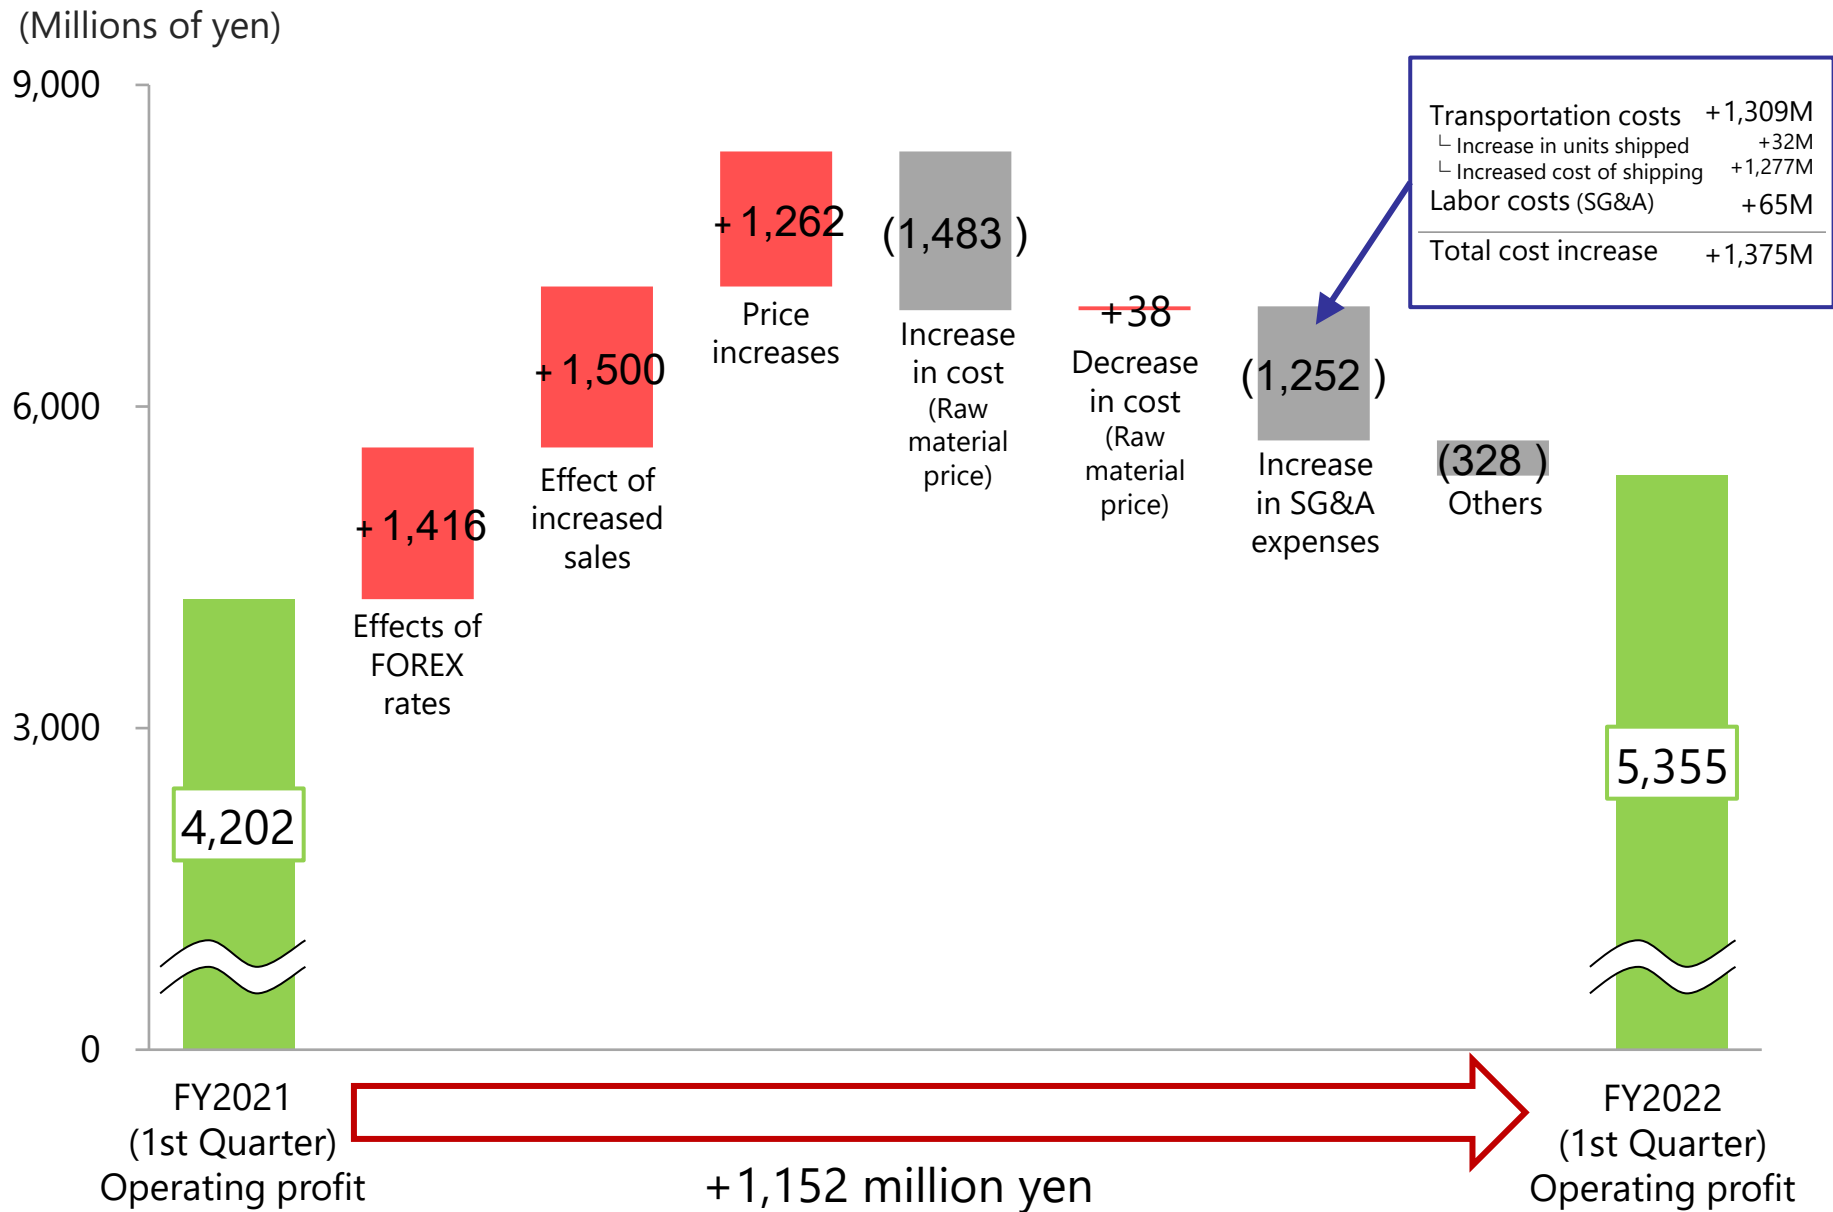 (Millions of yen)
9,000
6,000
3,000
0
4,202
+ 1,416
Effects of
FOREX
rates
+ 1,500
Effect of
increased
sales
+ 1,262
Price
increases
(1,483 )
Increase
in cost
(Raw
material
price)
+38
Decrease
in cost
(Raw
material
price)
(1,252 )
Increase
in SG&A
expenses
(328 )
Others
5,355
Transportation costs +1,309M
└ Increase in units shipped +32M
└ Increased cost of shipping +1,277M
Labor costs (SG&A) +65M
Total cost increase +1,375M
FY2021
(1st Quarter)
Operating profit
+1,152 million yen
FY2022
(1st Quarter)
Operating profit